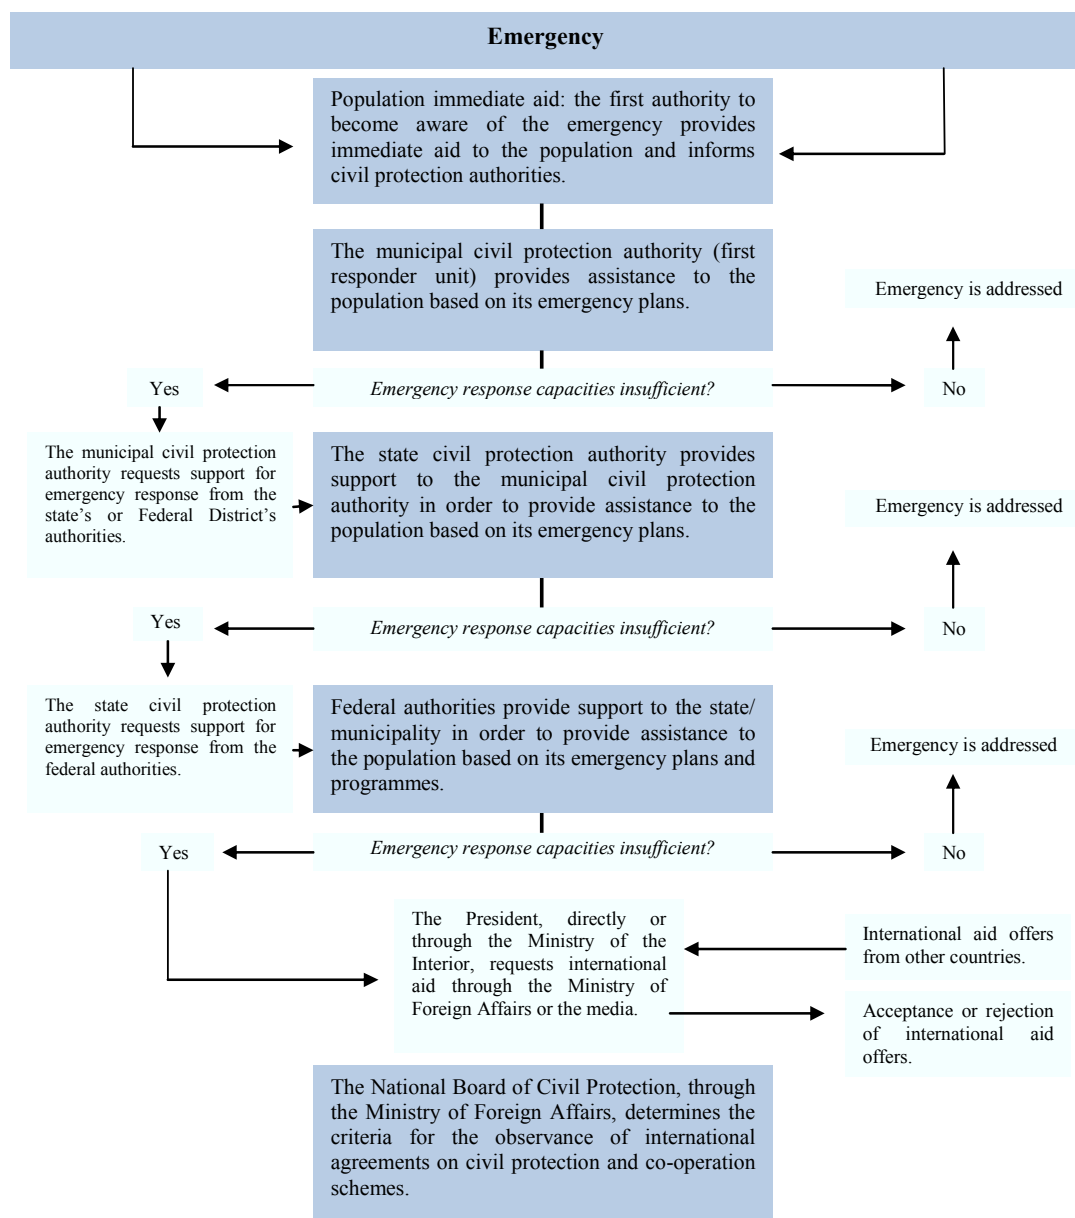 Emergency
Population immediate aid: the first authority to
become aware of the emergency provides
immediate aid to the population and informs
civil protection authorities.
The municipal civil protection authority (first
responder unit) provides assistance to the
population based on its emergency plans.
Emergency is addressed
Yes
Emergency response capacities insufficient?
No
The municipal civil protection
authority requests support for
emergency response from the
state's or Federal District's
authorities.
The state civil protection authority provides
support to the municipal civil protection
authority in order to provide assistance to the
population based on its emergency plans.
Emergency is addressed
Yes
Emergency response capacities insufficient?
No
The state civil protection
authority requests support for
emergency response from the
federal authorities.
Federal authorities provide support to the state/
municipality in order to provide assistance to
the population based on its emergency plans and
programmes.
Emergency is addressed
Yes
Emergency response capacities insufficient?
No
The President, directly or
through the Ministry of the
Interior, requests international
aid through the Ministry of
Foreign Affairs or the media.
International aid offers
from other countries.
Acceptance or rejection
of international aid
offers.
The National Board of Civil Protection, through
the Ministry of Foreign Affairs, determines the
criteria for the observance of international
agreements on civil protection and co-operation
schemes.